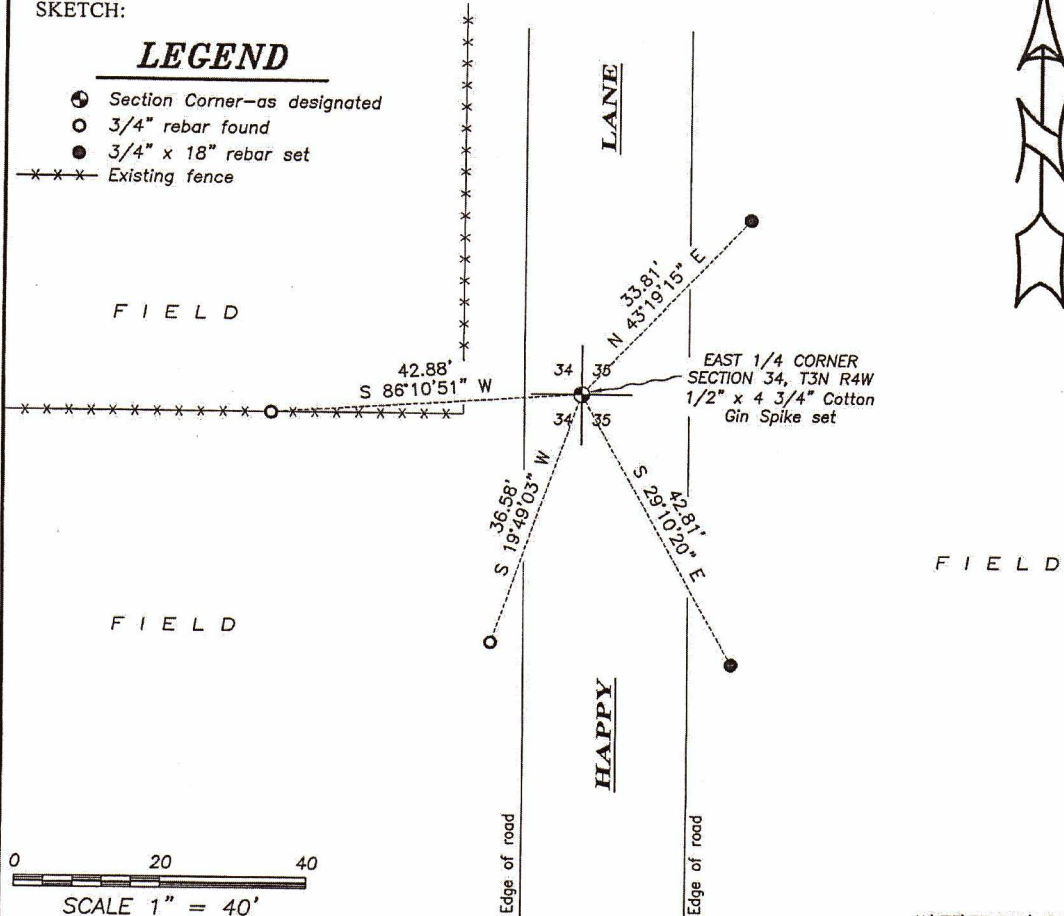 SKETCH:
LEGEND
Section Corner-as designated
3/4" rebar found
3/4" x 18" rebar set
x x x x Existing fence
LANE
FIELD
33.81'
N 43°19'15" E
42.88'
S 86°10'51" W
34 35
34 35
EAST 1/4 CORNER
SECTION 34, T3N R4W
1/2" x 4 3/4" Cotton
Gin Spike set
36.58'
S 19°49'03" W
42.81'
S 29°10'20" E
FIELD
FIELD
HAPPY
Edge of road
Edge of road
0 20 40
SCALE 1" = 40'
N